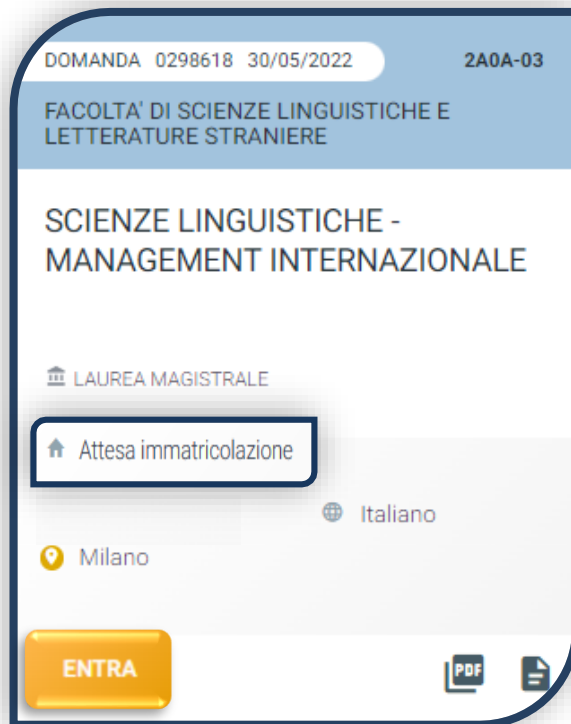 DOMANDA 0298618 30/05/2022 2A0A-03
FACOLTA' DI SCIENZE LINGUISTICHE E
LETTERATURE STRANIERE
SCIENZE LINGUISTICHE -
MANAGEMENT INTERNAZIONALE
LAUREA MAGISTRALE
Attesa immatricolazione
Italiano
Milano
ENTRA
PDF